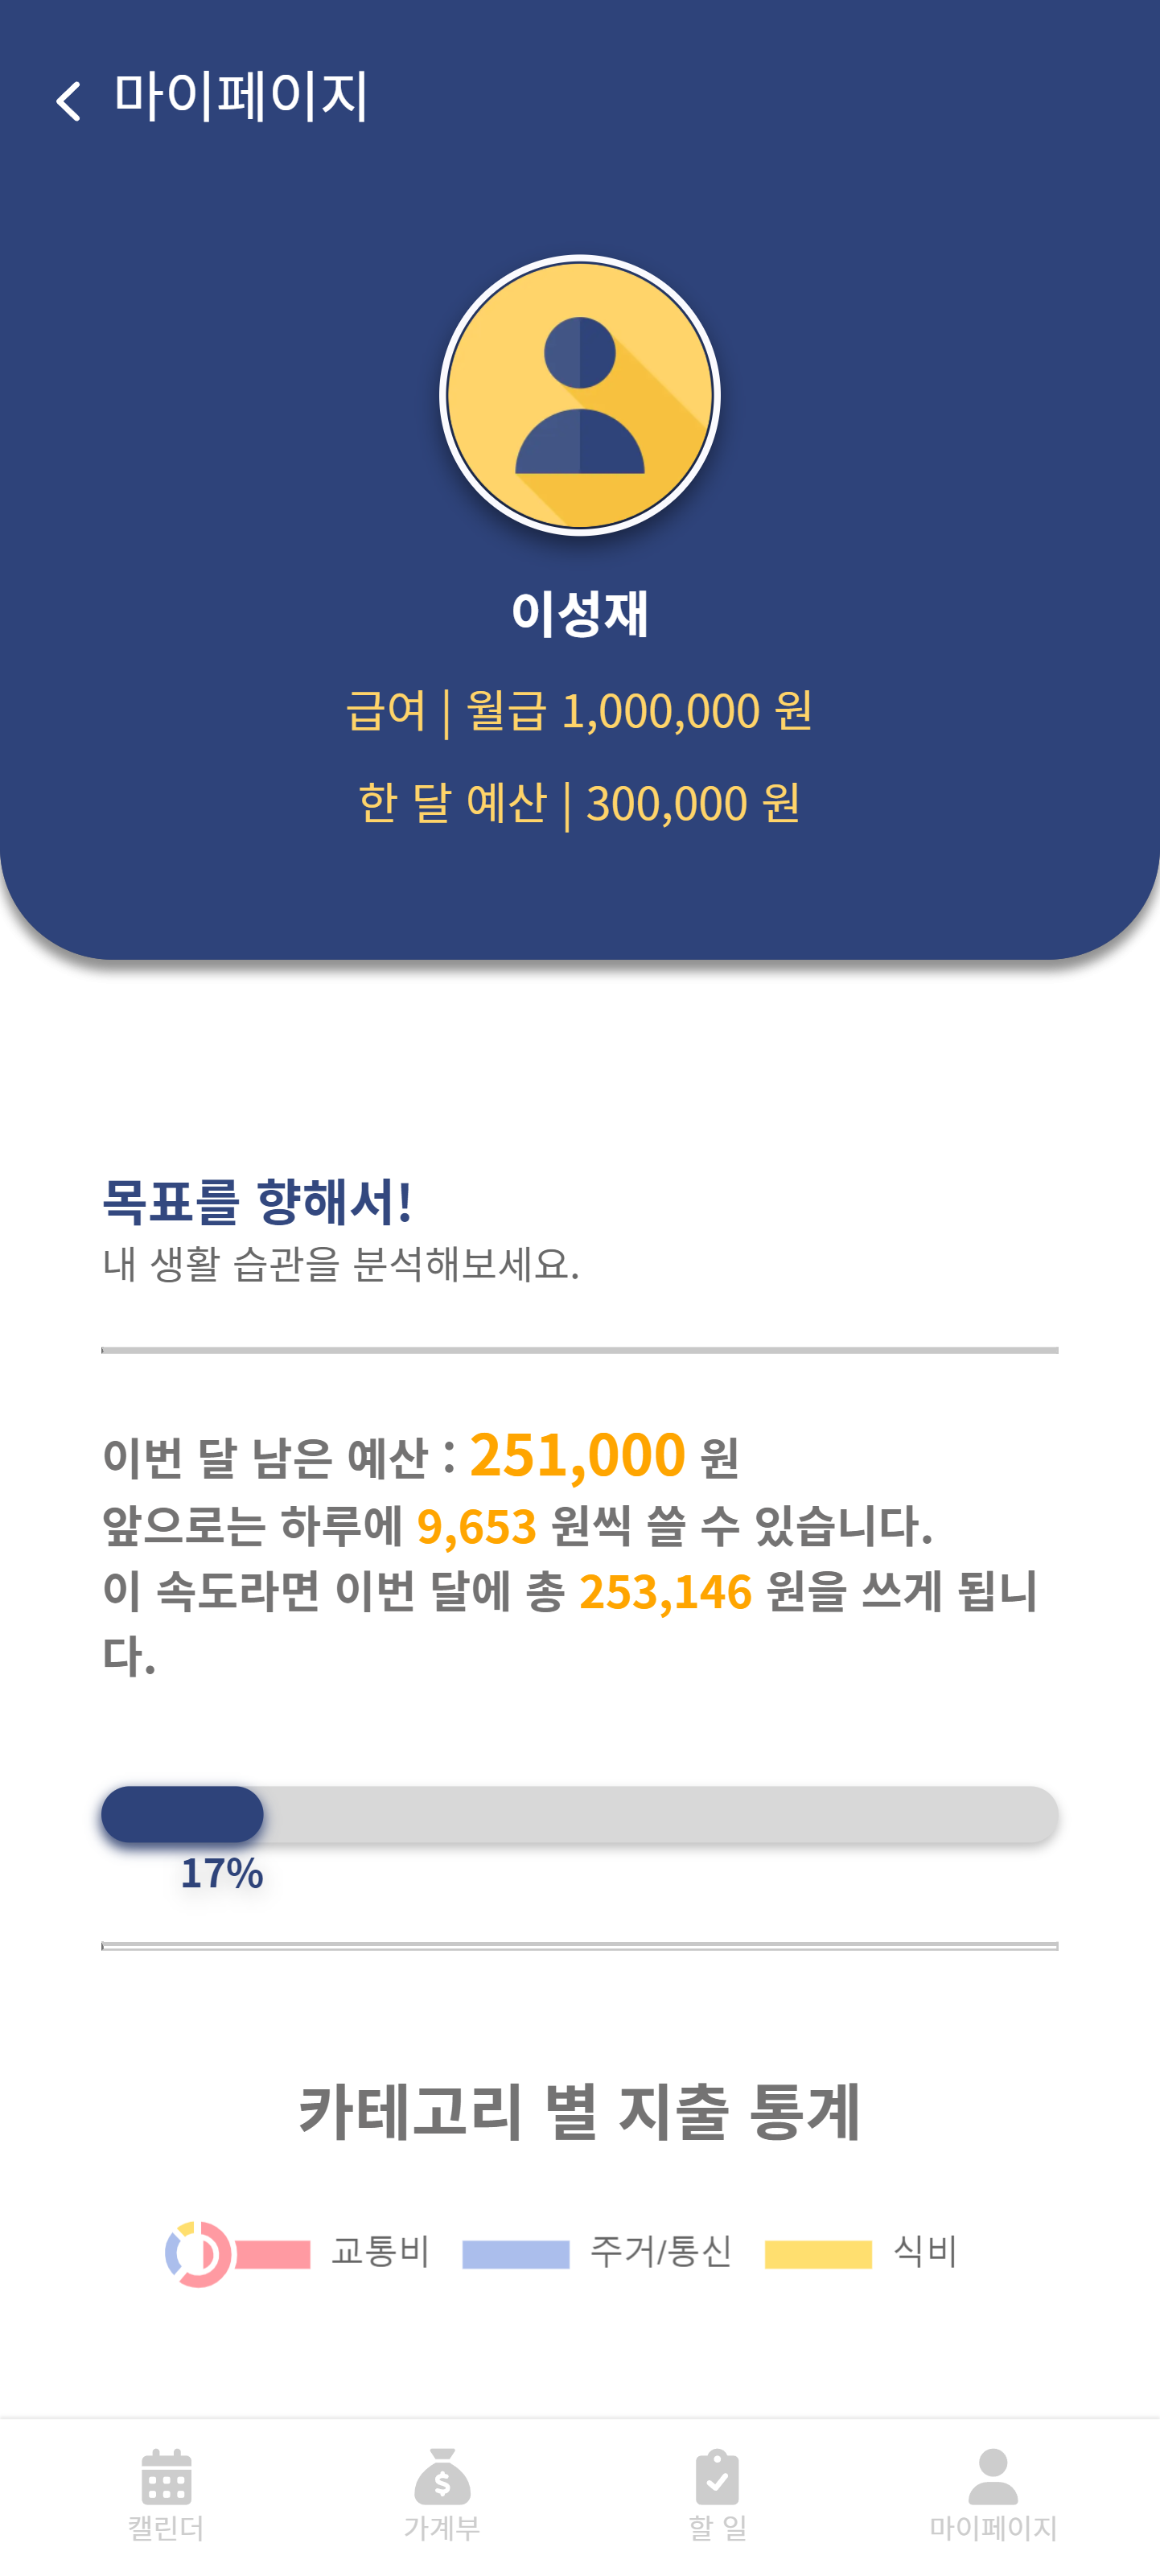 마이페이지
이성재
급여 | 월급 1,000,000 원
한 달 예산 | 300,000 원
목표를 향해서!
내 생활 습관을 분석해보세요.
이번 달 남은 예산 : 251,000 원
앞으로는 하루에 9,653 원씩 쓸 수 있습니다.
이 속도라면 이번 달에 총 253,146 원을 쓰게 됩니
다.
17%
카테고리 별 지출 통계
교통비 주거/통신 식비
캘린더 가계부 할 일 마이페이지